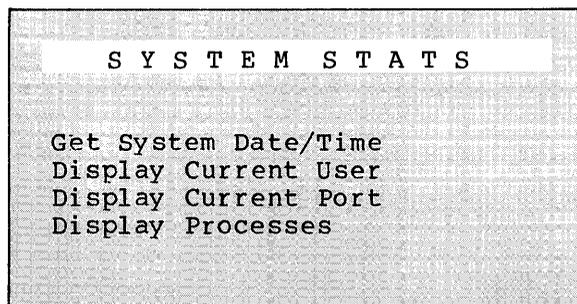 S Y S T E M   S T A T S
Get System Date/Time
Display Current User
Display Current Port
Display Processes